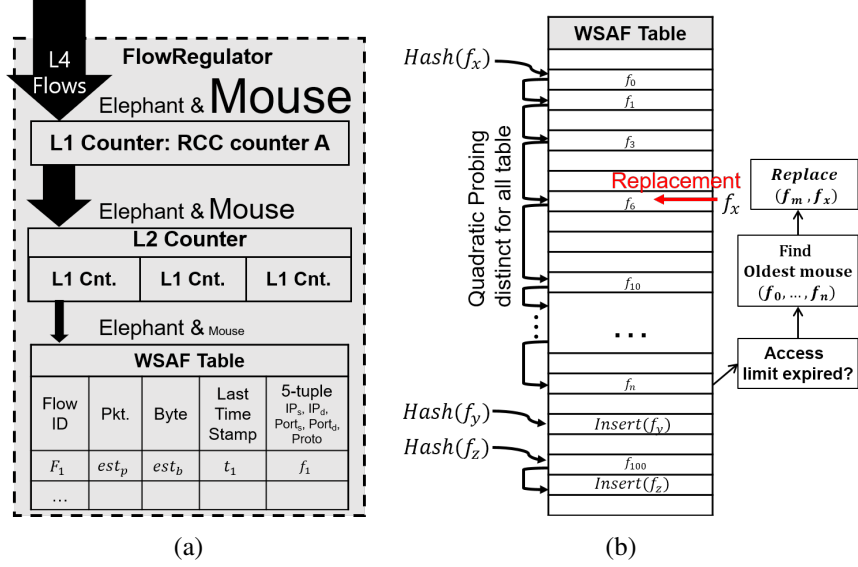 L4
Flows
FlowRegulator
Elephant & Mouse
L1 Counter: RCC counter A
Elephant & Mouse
L2 Counter
L1 Cnt. L1 Cnt. L1 Cnt.
Elephant & Mouse
WSAF Table
Flow ID
Pkt.
Byte
Last Time Stamp
5-tuple
IPs, IPd,
Ports, Portd,
Proto
F1 estp estb t1 f1
...
(a)
WSAF Table
Hash(fx)
f0
f1
f3
Quadratic Probing
distinct for all table
Replacement
f6
fx
f10
...
...
fn
Hash(fy)
Insert(fy)
Hash(fz)
f100
Insert(fz)
Replace
(fm, fx)
Find
Oldest mouse
(f0, ..., fn)
Access
limit expired?
(b)